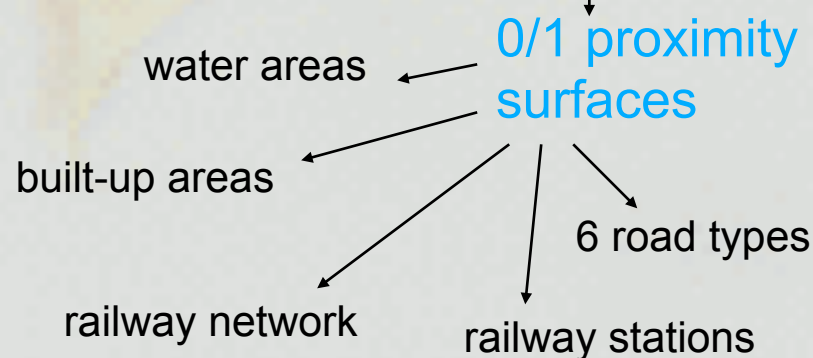 0/1 proximity
surfaces
water areas
built-up areas
6 road types
railway network
railway stations